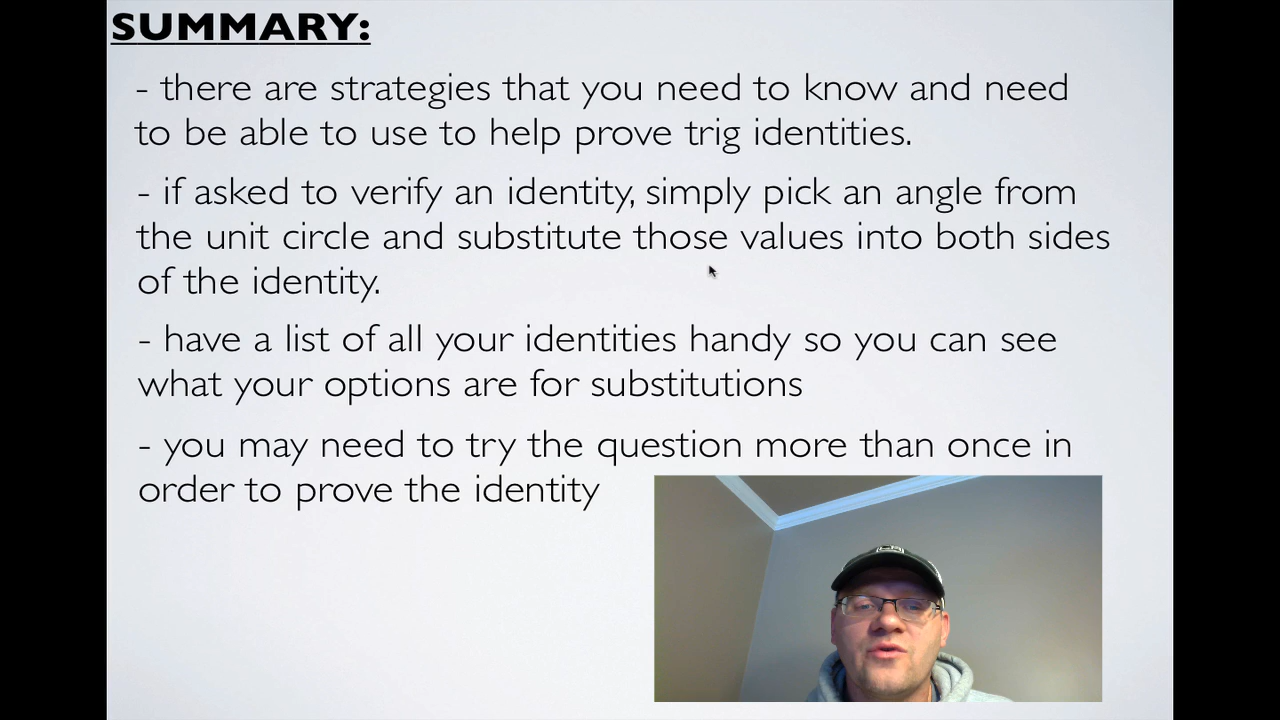 SUMMARY:
- there are strategies that you need to know and need
to be able to use to help prove trig identities.
- if asked to verify an identity, simply pick an angle from
the unit circle and substitute those values into both sides
of the identity.
- have a list of all your identities handy so you can see
what your options are for substitutions
- you may need to try the question more than once in
order to prove the identity